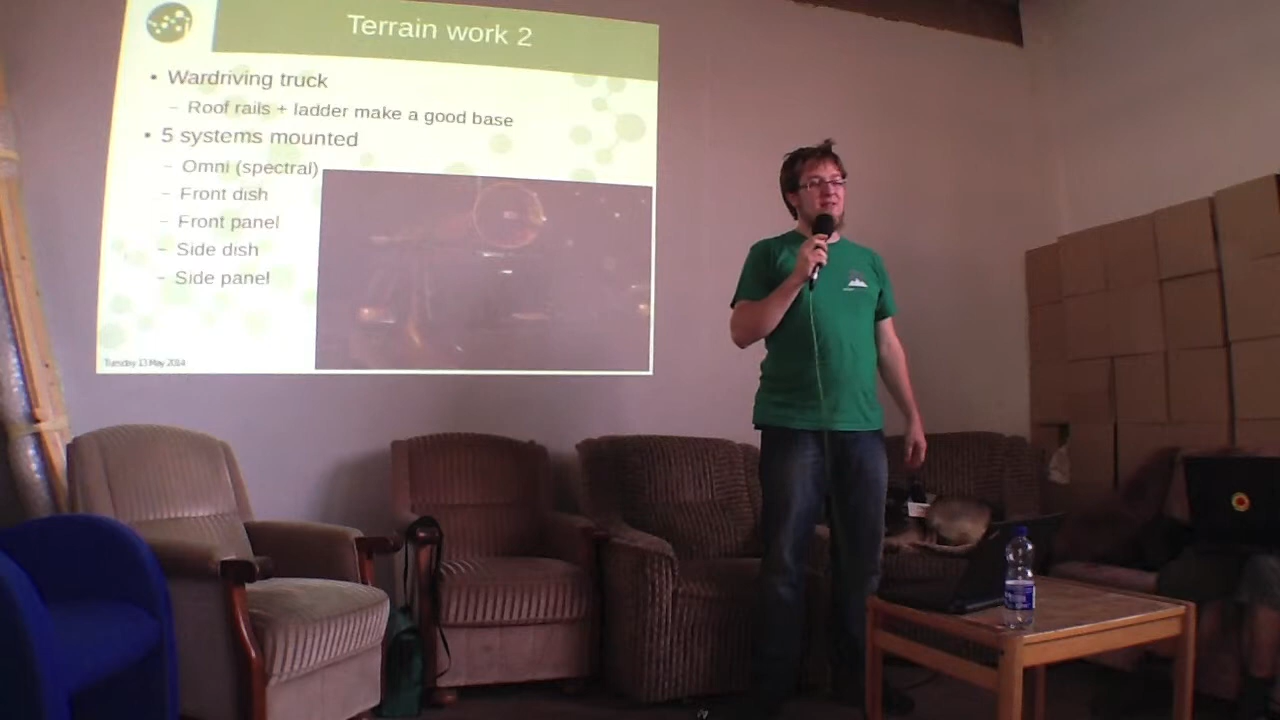 Terrain work 2
• Wardriving truck
– Roof rails + ladder make a good base
• 5 systems mounted
– Omni (spectral)
– Front dish
– Front panel
– Side dish
– Side panel
Tuesday 13 May 2014